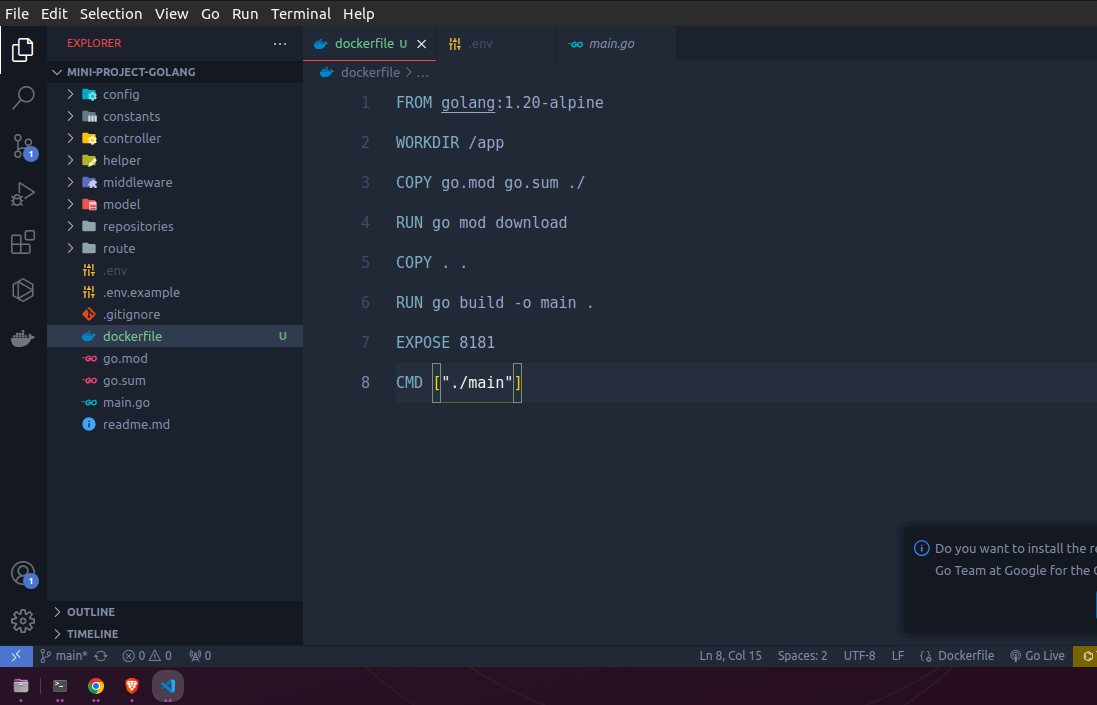 File Edit Selection View Go Run Terminal Help
EXPLORER ...
dockerfile U
.env
main.go
MINI-PROJECT-GOLANG
dockerfile > ...
config
constants
controller
helper
middleware
model
repositories
route
.env
.env.example
.gitignore
dockerfile U
go.mod
go.sum
main.go
readme.md
1 FROM golang:1.20-alpine
2 WORKDIR /app
3 COPY go.mod go.sum ./
4 RUN go mod download
5 COPY . .
6 RUN go build -o main .
7 EXPOSE 8181
8 CMD ["./main"]
1
1
Do you want to install the
Go Team at Google for the
OUTLINE
TIMELINE
main* 0 0 0 Ln 8, Col 15 Spaces: 2 UTF-8 LF Dockerfile Go Live